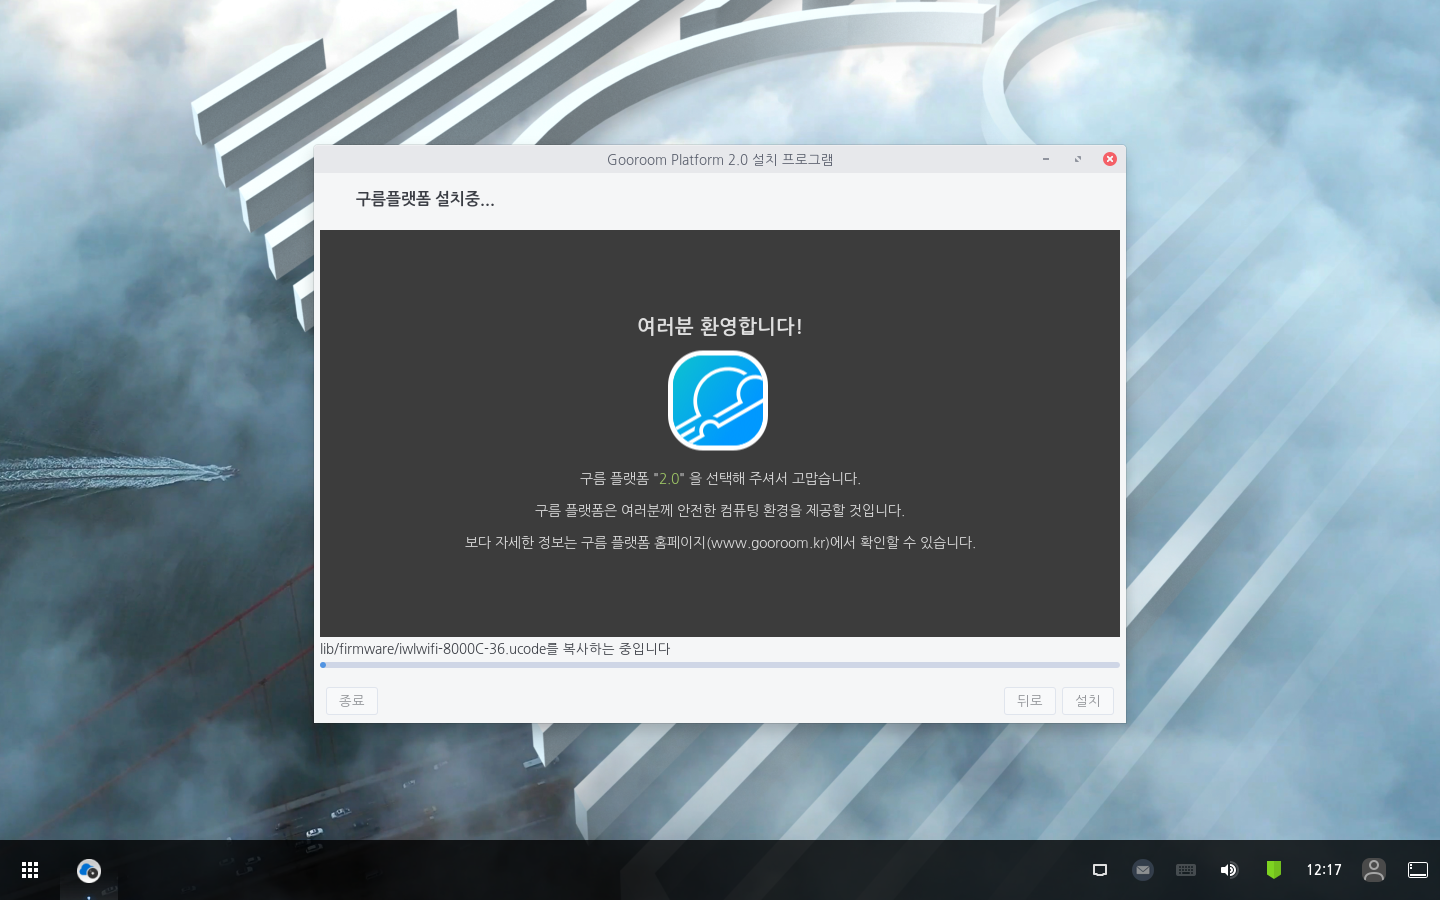 Gooroom Platform 2.0 설치 프로그램
구름플랫폼 설치중...
여러분 환영합니다!
구름 플랫폼 "2.0" 을 선택해 주셔서 고맙습니다.
구름 플랫폼은 여러분께 안전한 컴퓨팅 환경을 제공할 것입니다.
보다 자세한 정보는 구름 플랫폼 홈페이지(www.gooroom.kr)에서 확인할 수 있습니다.
lib/firmware/iwlwifi-8000C-36.ucode를 복사하는 중입니다
종료
뒤로
설치
12:17